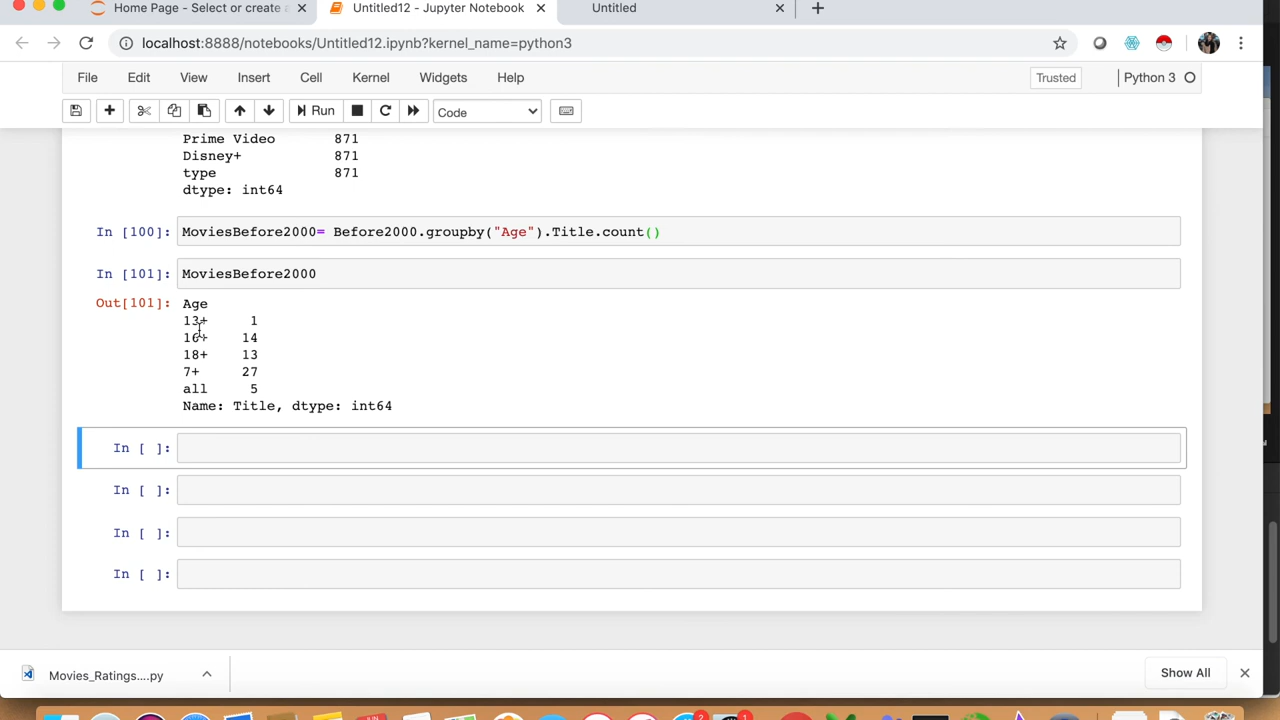 Home Page - Select or create a
Untitled12 - Jupyter Notebook
Untitled
localhost:8888/notebooks/Untitled12.ipynb?kernel_name=python3
File Edit View Insert Cell Kernel Widgets Help
Trusted
Python 3
Run
Code
Prime Video 871
Disney+ 871
type 871
dtype: int64
In [100]: MoviesBefore2000= Before2000.groupby("Age").Title.count()
In [101]: MoviesBefore2000
Out[101]: Age
13+ 1
16+ 14
18+ 13
7+ 27
all 5
Name: Title, dtype: int64
In [ ]:
In [ ]:
In [ ]:
In [ ]:
Movies_Ratings....py
Show All
2
1